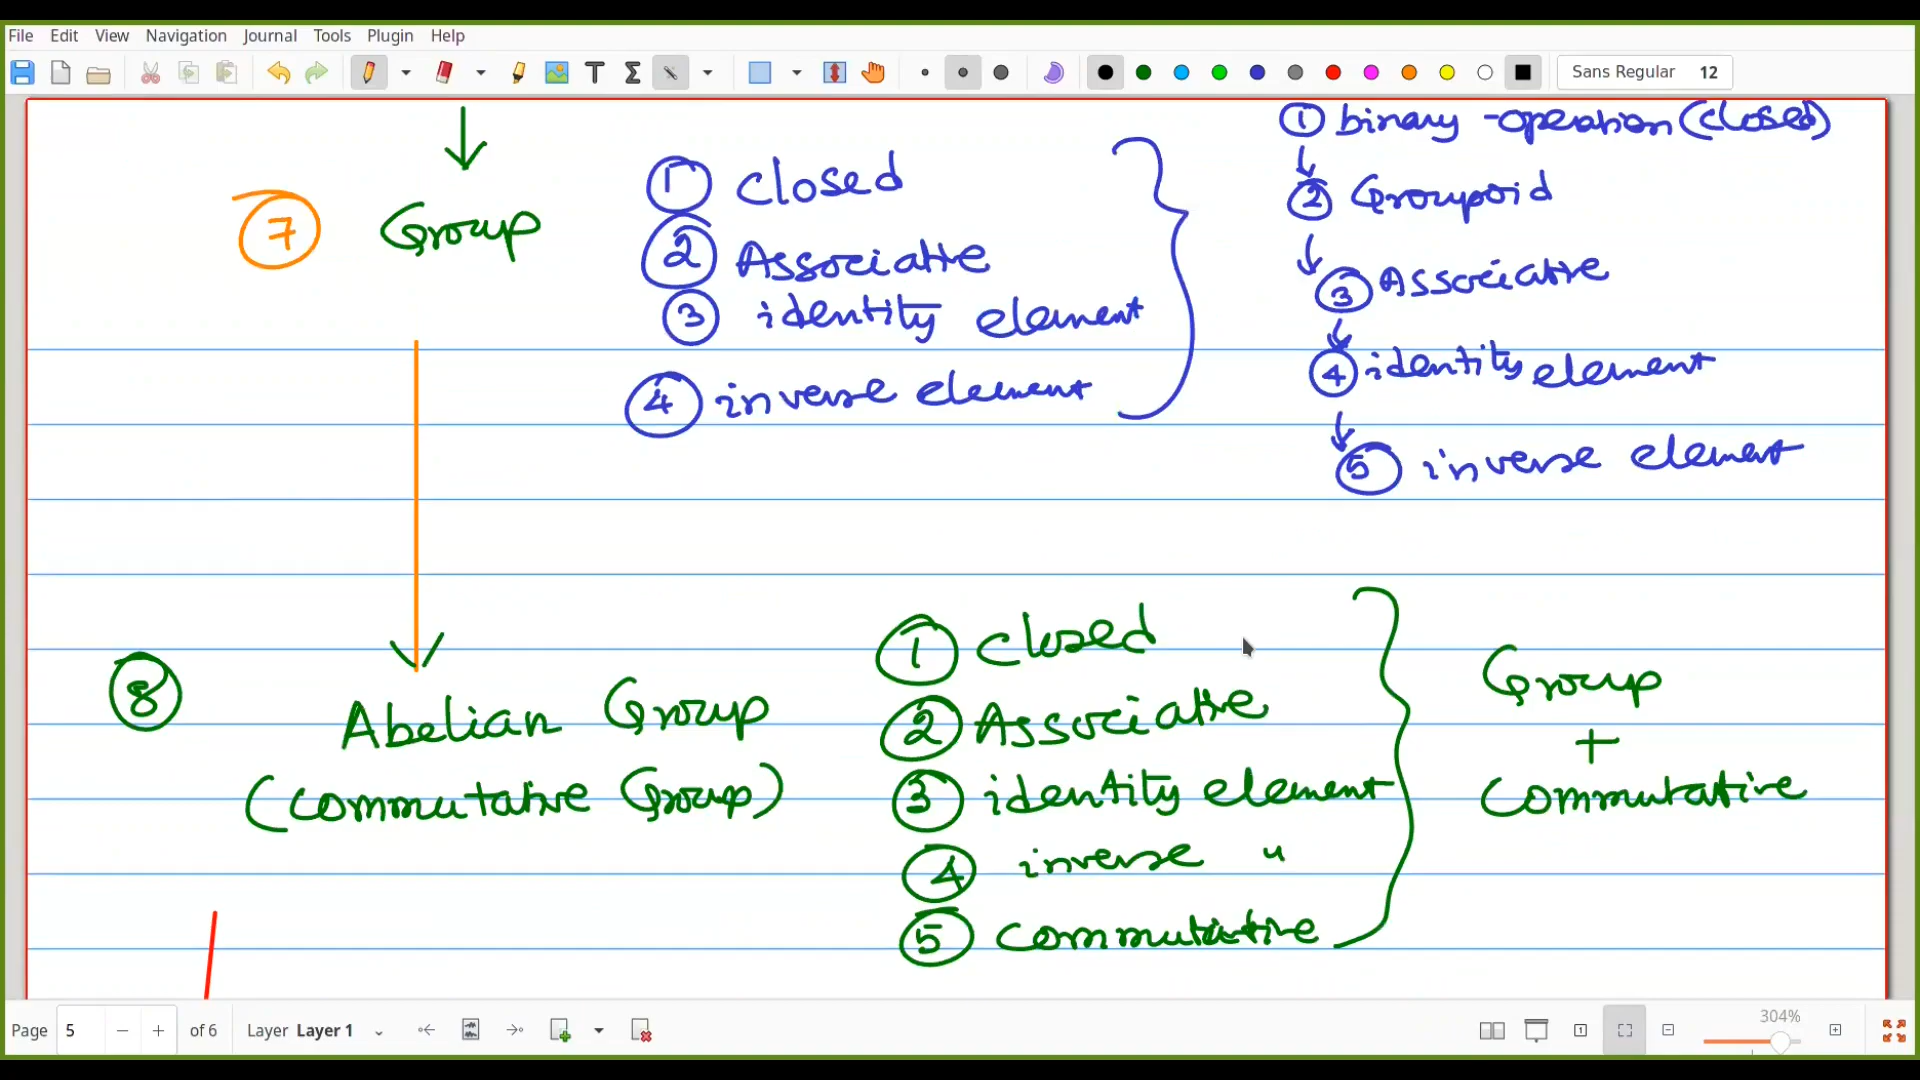 File Edit View Navigation Journal Tools Plugin Help
Sans Regular 12
⑦ Group
① closed
② Associative
③ identity element
④ inverse element
① binary-operation (closed)
② Groupoid
③ Associative
④ identity element
⑤ inverse element
⑧ Abelian Group
(commutative Group)
① closed
② Associative
③ identity element
④ inverse "
⑤ commutative
Group
+
commutative
Page 5 of 6 Layer Layer 1 304%